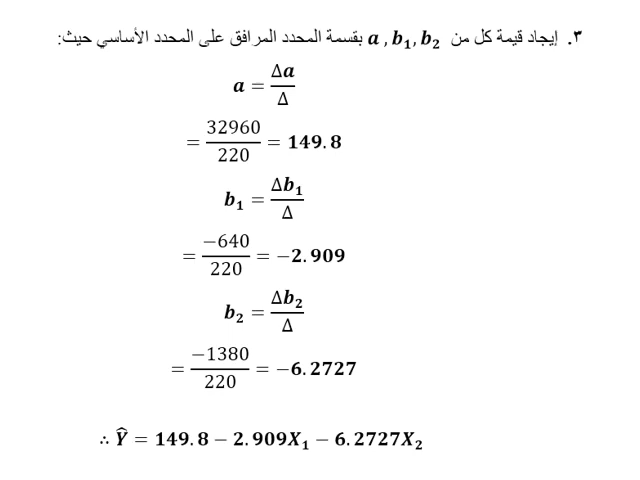 ٣. إيجاد قيمة كل من a , b₁, b₂ بقسمة المحدد المرافق على المحدد الأساسي حيث:
a = Δa / Δ
= 32960 / 220 = 149.8
b₁ = Δb₁ / Δ
= −640 / 220 = −2.909
b₂ = Δb₂ / Δ
= −1380 / 220 = −6.2727
∴ Ŷ = 149.8 − 2.909X₁ − 6.2727X₂